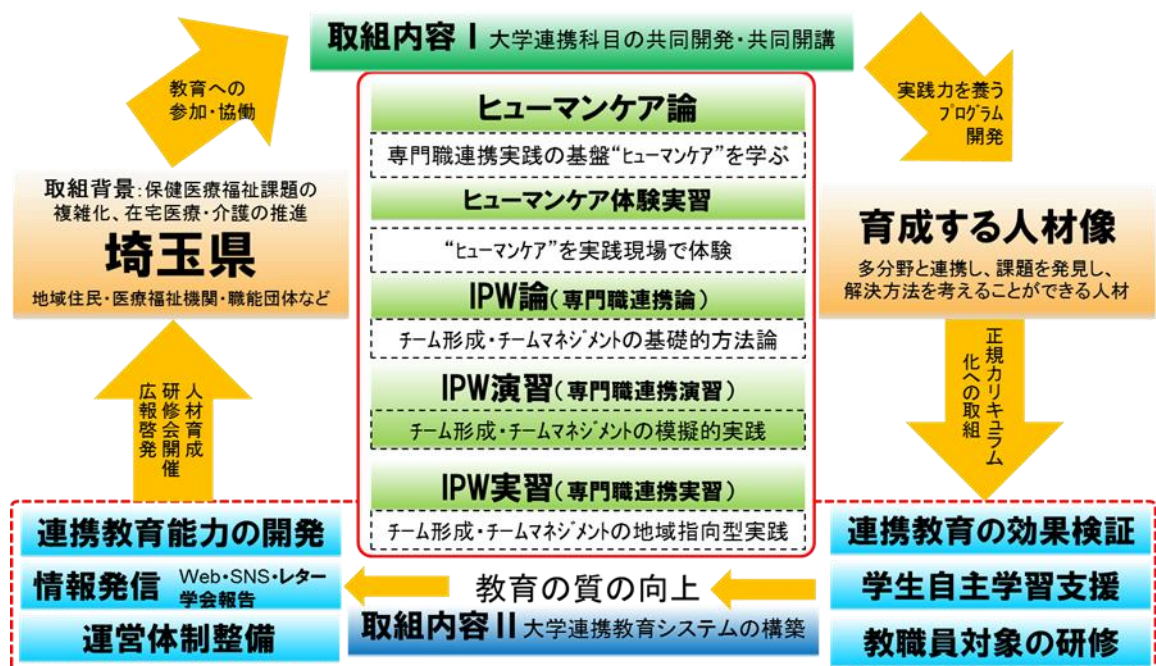 取組内容Ⅰ 大学連携科目の共同開発・共同開講
教育への
参加・協働
実践力を養う
プログラム
開発
取組背景:保健医療福祉課題の
複雑化、在宅医療・介護の推進
埼玉県
地域住民・医療福祉機関・職能団体など
ヒューマンケア論
専門職連携実践の基盤“ヒューマンケア”を学ぶ
ヒューマンケア体験実習
“ヒューマンケア”を実践現場で体験
IPW論(専門職連携論)
チーム形成・チームマネジメントの基礎的方法論
IPW演習(専門職連携演習)
チーム形成・チームマネジメントの模擬的実践
IPW実習(専門職連携実習)
チーム形成・チームマネジメントの地域指向型実践
育成する人材像
多分野と連携し、課題を発見し、
解決方法を考えることができる人材
正規カリキュラム
化への取組
人材育成
研修会開催
広報啓発
連携教育能力の開発
情報発信 Web・SNS・レター
学会報告
運営体制整備
教育の質の向上
取組内容Ⅱ 大学連携教育システムの構築
連携教育の効果検証
学生自主学習支援
教職員対象の研修